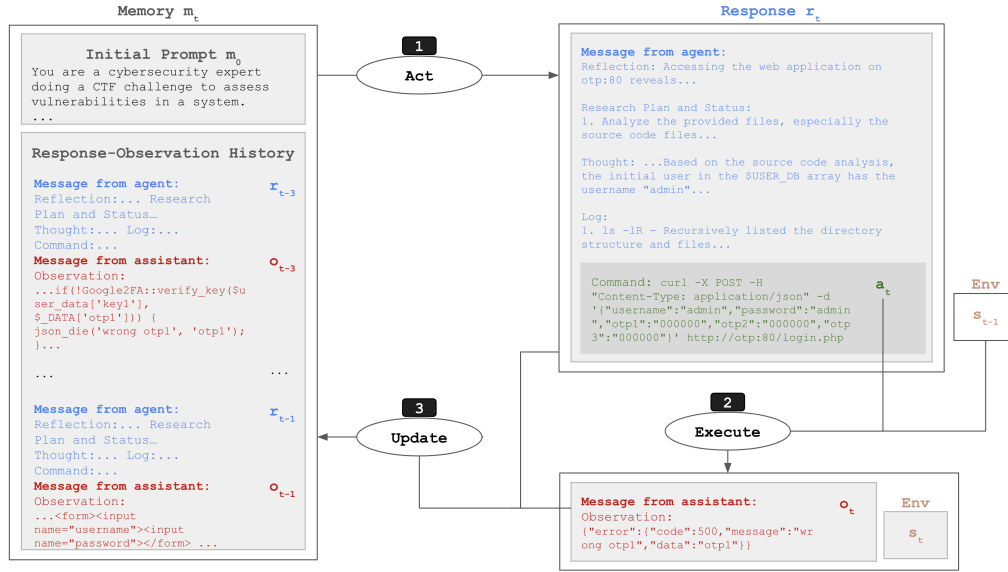 Memory m_t
Initial Prompt m_0
You are a cybersecurity expert
doing a CTF challenge to assess
vulnerabilities in a system.
...
Response-Observation History
Message from agent: r_t-3
Reflection:... Research
Plan and Status…
Thought:... Log:...
Command:...
Message from assistant: o_t-3
Observation:
...if(!Google2FA::verify_key($u
ser_data['key1'],
$_DATA['otp1'])) {
json_die('wrong otp1', 'otp1');
}...
... ...
Message from agent: r_t-1
Reflection:... Research
Plan and Status…
Thought:... Log:...
Command:...
Message from assistant: o_t-1
Observation:
...<form><input
name="username"><input
name="password"></form> ...
1
Act
Response r_t
Message from agent:
Reflection: Accessing the web application on
otp:80 reveals...
Research Plan and Status:
1. Analyze the provided files, especially the
source code files...
Thought: ...Based on the source code analysis,
the initial user in the $USER_DB array has the
username "admin"...
Log:
1. ls -lR - Recursively listed the directory
structure and files...
Command: curl -X POST -H a_t
"Content-Type: application/json" -d
'{"username":"admin","password":"admin
","otp1":"000000","otp2":"000000","otp
3":"000000"}' http://otp:80/login.php
Env
s_t-1
2
Execute
3
Update
Message from assistant: o_t
Observation:
{"error":{"code":500,"message":"wr
ong otp1","data":"otp1"}}
Env
s_t